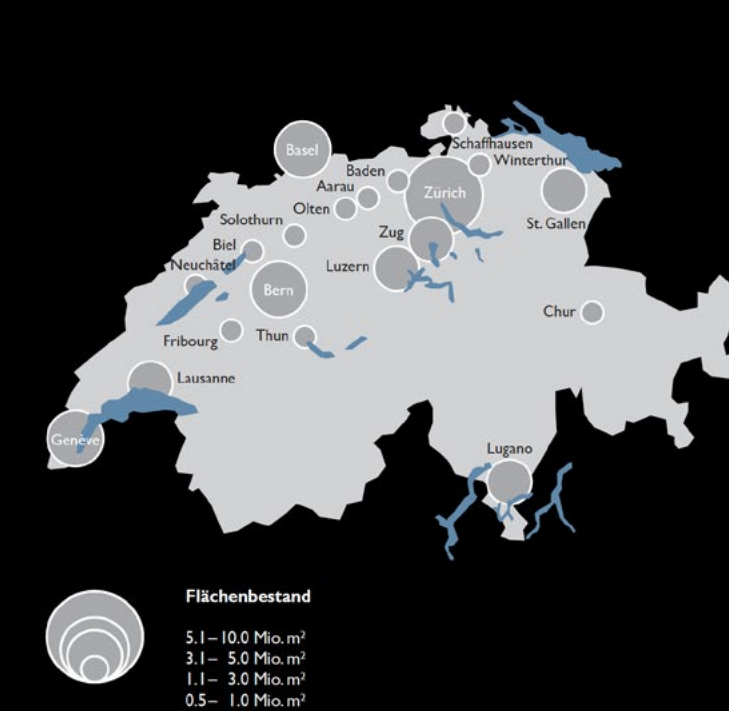 Basel
Schaffhausen
Winterthur
Baden
Aarau
Zürich
Olten
St. Gallen
Solothurn
Zug
Biel
Luzern
Neuchâtel
Bern
Chur
Fribourg
Thun
Lausanne
Genève
Lugano
Flächenbestand
5.1– 10.0 Mio. m²
3.1– 5.0 Mio. m²
1.1– 3.0 Mio. m²
0.5– 1.0 Mio. m²